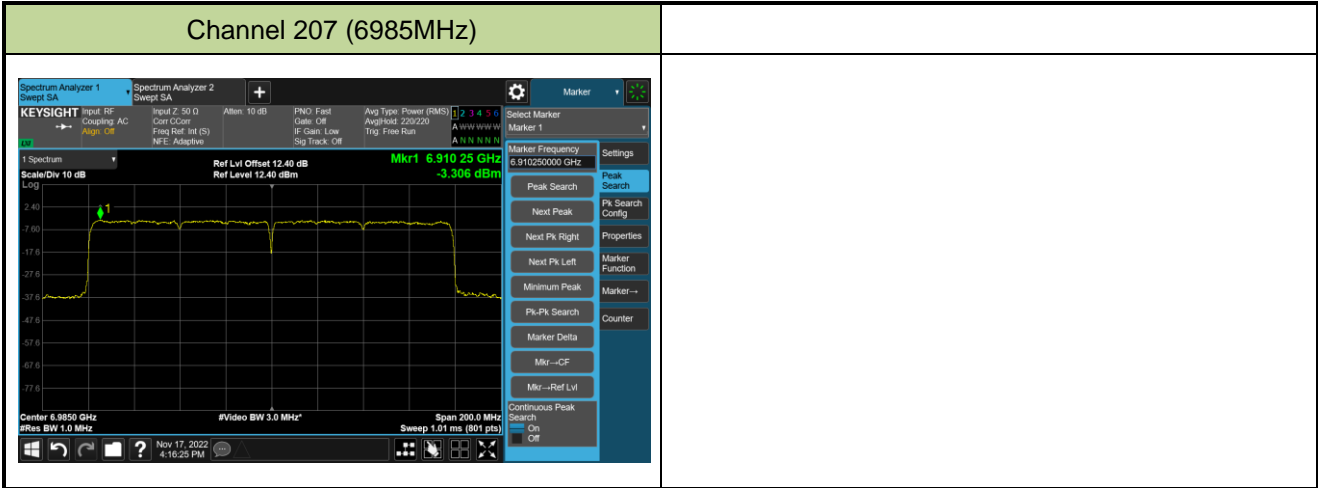 Channel 207 (6985MHz)
Spectrum Analyzer 1
Swept SA
Spectrum Analyzer 2
Swept SA
+
Marker
KEYSIGHT
Input: RF
Coupling: AC
Align: Off
Input Z: 50 Ω
Corr CCorr
Freq Ref: Int (S)
NFE: Adaptive
Atten: 10 dB
PNO: Fast
Gate: Off
IF Gain: Low
Sig Track: Off
Avg Type: Power (RMS)
Avg|Hold: 220/220
Trig: Free Run
1 2 3 4 5 6
A W W W W W
A N N N N N
LXI
Select Marker
Marker 1
1 Spectrum
Scale/Div 10 dB
Log
Ref Lvl Offset 12.40 dB
Ref Level 12.40 dBm
Mkr1 6.910 25 GHz
-3.306 dBm
2.40
-7.60
-17.6
-27.6
-37.6
-47.6
-57.6
-67.6
-77.6
1
Center 6.9850 GHz
#Res BW 1.0 MHz
#Video BW 3.0 MHz*
Span 200.0 MHz
Sweep 1.01 ms (801 pts)
Marker Frequency
6.910250000 GHz
Peak Search
Next Peak
Next Pk Right
Next Pk Left
Minimum Peak
Pk-Pk Search
Marker Delta
Mkr→CF
Mkr→Ref Lvl
Continuous Peak
Search
On
Off
Settings
Peak
Search
Pk Search
Config
Properties
Marker
Function
Marker→
Counter
?
Nov 17, 2022
4:16:25 PM